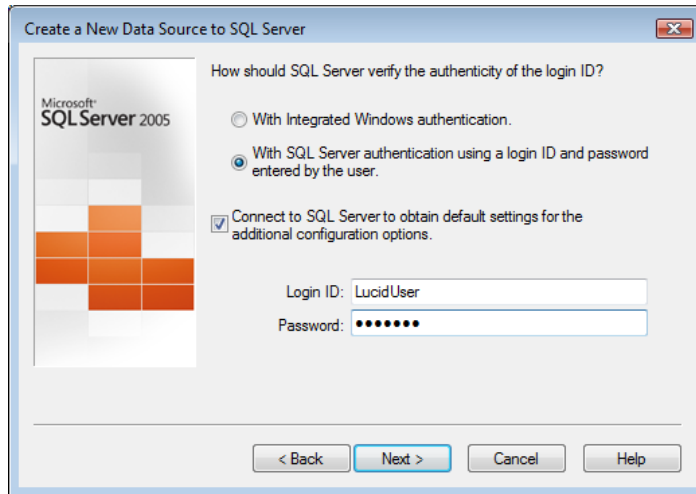 Create a New Data Source to SQL Server
Microsoft®
SQL Server 2005
How should SQL Server verify the authenticity of the login ID?
With Integrated Windows authentication.
With SQL Server authentication using a login ID and password
entered by the user.
Connect to SQL Server to obtain default settings for the
additional configuration options.
Login ID: LucidUser
Password: •••••••
< Back Next > Cancel Help